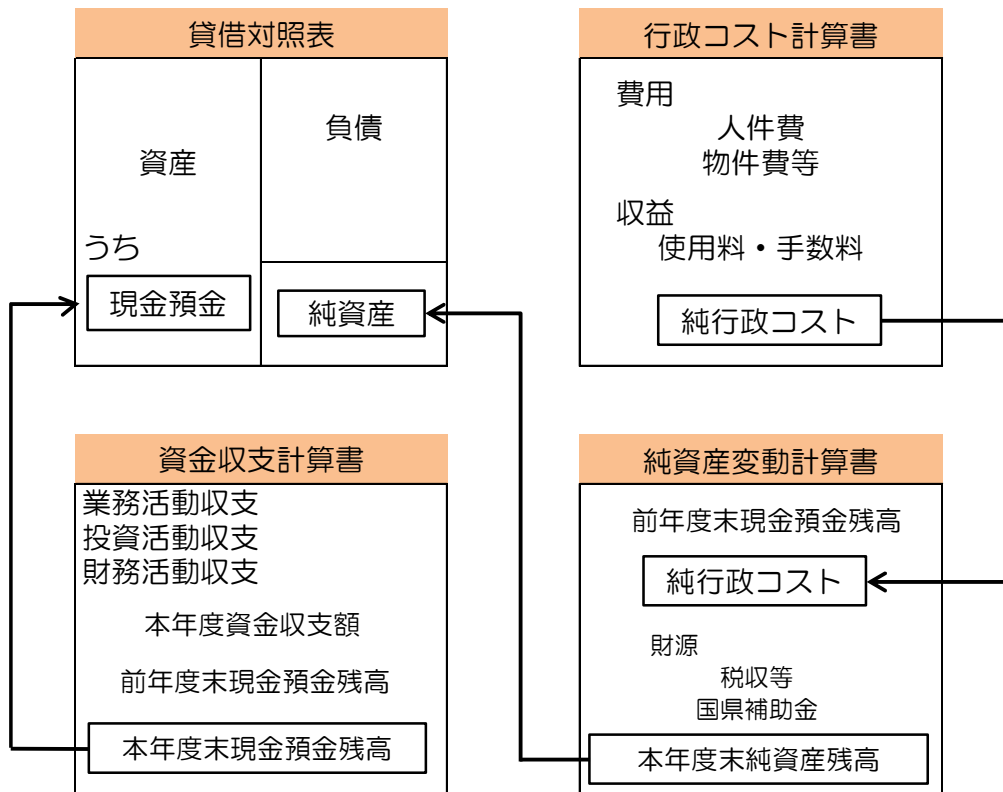 貸借対照表
資産
うち
現金預金
負債
純資産
行政コスト計算書
費用
人件費
物件費等
収益
使用料・手数料
純行政コスト
資金収支計算書
業務活動収支
投資活動収支
財務活動収支
本年度資金収支額
前年度末現金預金残高
本年度末現金預金残高
純資産変動計算書
前年度末現金預金残高
純行政コスト
財源
税収等
国県補助金
本年度末純資産残高